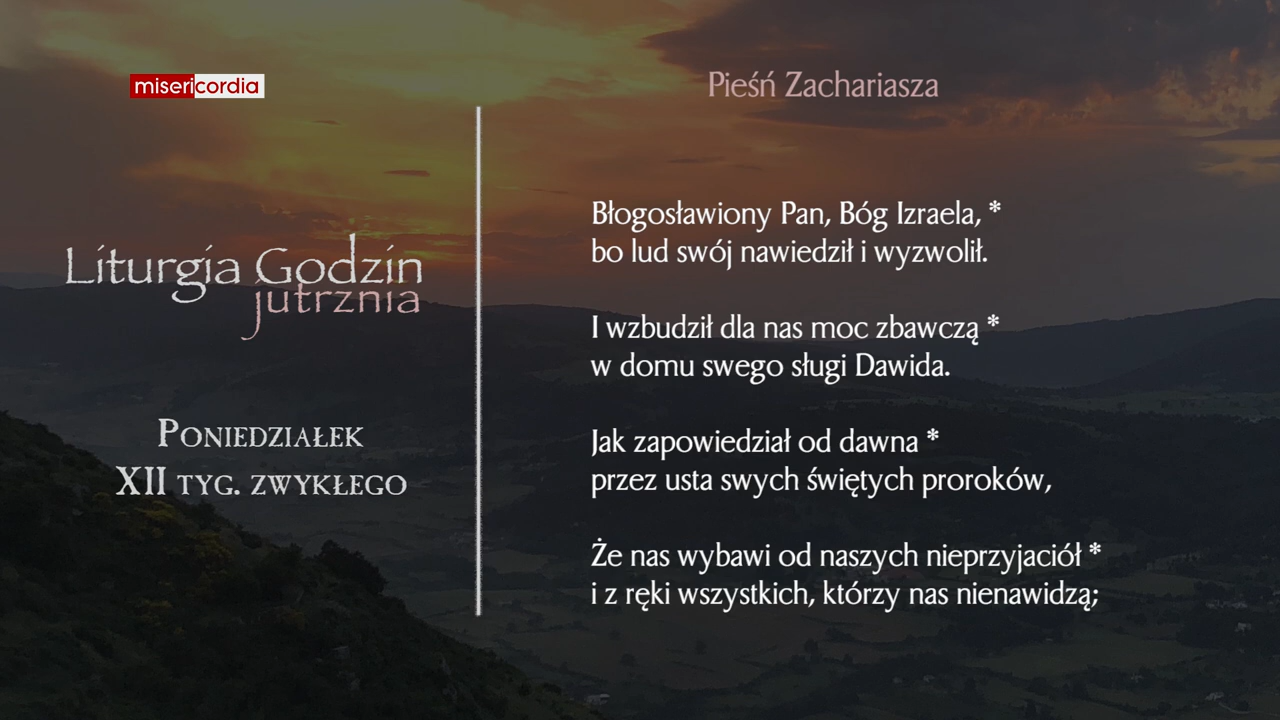 misericordia
Liturgia Godzin
jutrznia
Poniedziałek
XII tyg. zwykłego
Pieśń Zachariasza
Błogosławiony Pan, Bóg Izraela, *
bo lud swój nawiedził i wyzwolił.
I wzbudził dla nas moc zbawczą *
w domu swego sługi Dawida.
Jak zapowiedział od dawna *
przez usta swych świętych proroków,
Że nas wybawi od naszych nieprzyjaciół *
i z ręki wszystkich, którzy nas nienawidzą;